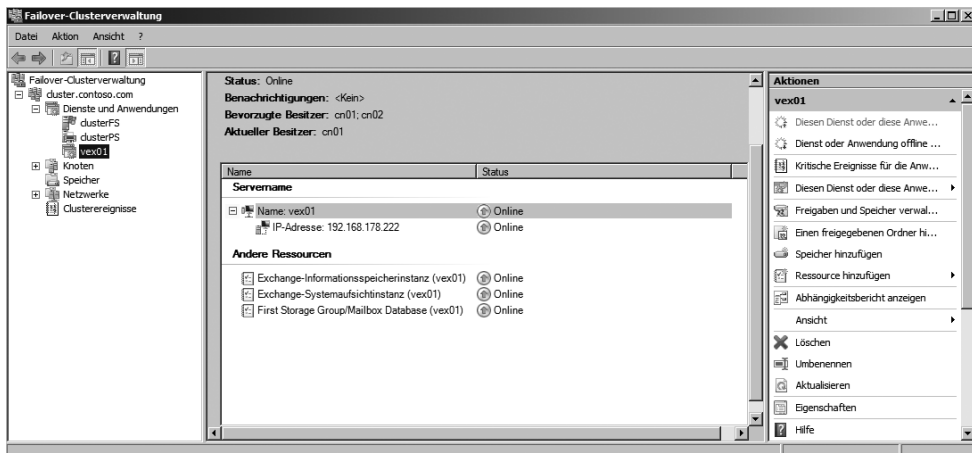 Failover-Clusterverwaltung
Datei Aktion Ansicht ?
Failover-Clusterverwaltung
cluster.contoso.com
Dienste und Anwendungen
clusterFS
clusterPS
vex01
Knoten
Speicher
Netzwerke
Clusterereignisse
Status: Online
Benachrichtigungen: <Kein>
Bevorzugte Besitzer: cn01; cn02
Aktueller Besitzer: cn01
Name Status
Servername
Name: vex01 Online
IP-Adresse: 192.168.178.222 Online
Andere Ressourcen
Exchange-Informationsspeicherinstanz (vex01) Online
Exchange-Systemaufsichtinstanz (vex01) Online
First Storage Group/Mailbox Database (vex01) Online
Aktionen
vex01
Diesen Dienst oder diese Anwe...
Dienst oder Anwendung offline ...
Kritische Ereignisse für die Anw...
Diesen Dienst oder diese Anwe...
Freigaben und Speicher verwal...
Einen freigegebenen Ordner hi...
Speicher hinzufügen
Ressource hinzufügen
Abhängigkeitsbericht anzeigen
Ansicht
Löschen
Umbenennen
Aktualisieren
Eigenschaften
Hilfe